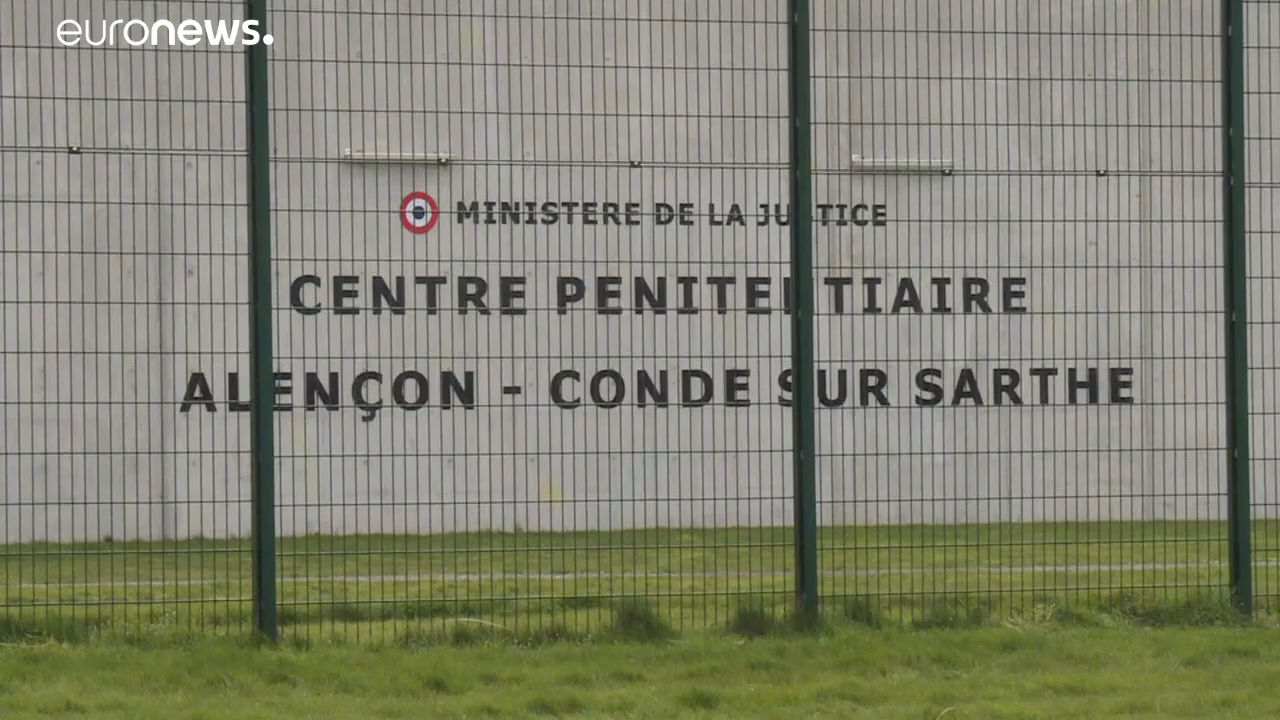 euronews.
MINISTERE DE LA JUSTICE
CENTRE PENITENTIAIRE
ALENÇON - CONDE SUR SARTHE